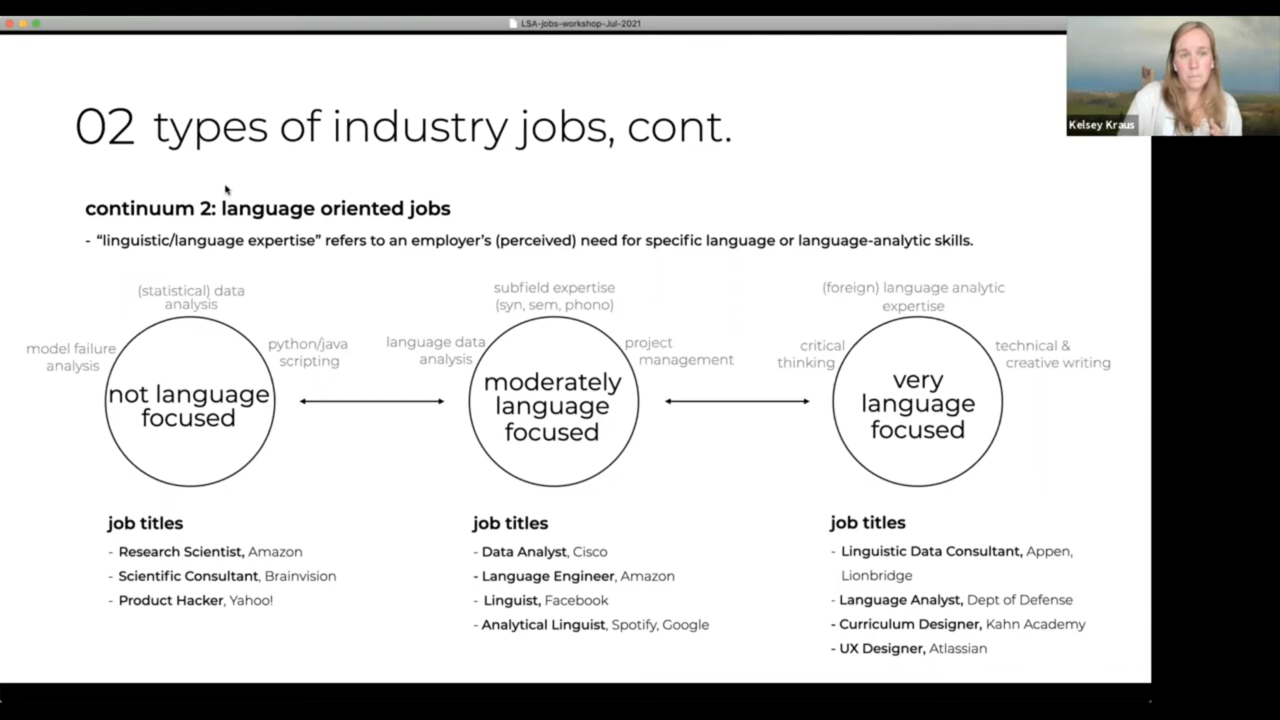 LSA-jobs-workshop-Jul-2021
Kelsey Kraus
02 types of industry jobs, cont.
continuum 2: language oriented jobs
- “linguistic/language expertise” refers to an employer’s (perceived) need for specific language or language-analytic skills.
(statistical) data
analysis
model failure
analysis
python/java
scripting
not language
focused
subfield expertise
(syn, sem, phono)
language data
analysis
project
management
moderately
language
focused
(foreign) language analytic
expertise
critical
thinking
technical &
creative writing
very
language
focused
job titles
- Research Scientist, Amazon
- Scientific Consultant, Brainvision
- Product Hacker, Yahoo!
job titles
- Data Analyst, Cisco
- Language Engineer, Amazon
- Linguist, Facebook
- Analytical Linguist, Spotify, Google
job titles
- Linguistic Data Consultant, Appen,
Lionbridge
- Language Analyst, Dept of Defense
- Curriculum Designer, Kahn Academy
- UX Designer, Atlassian